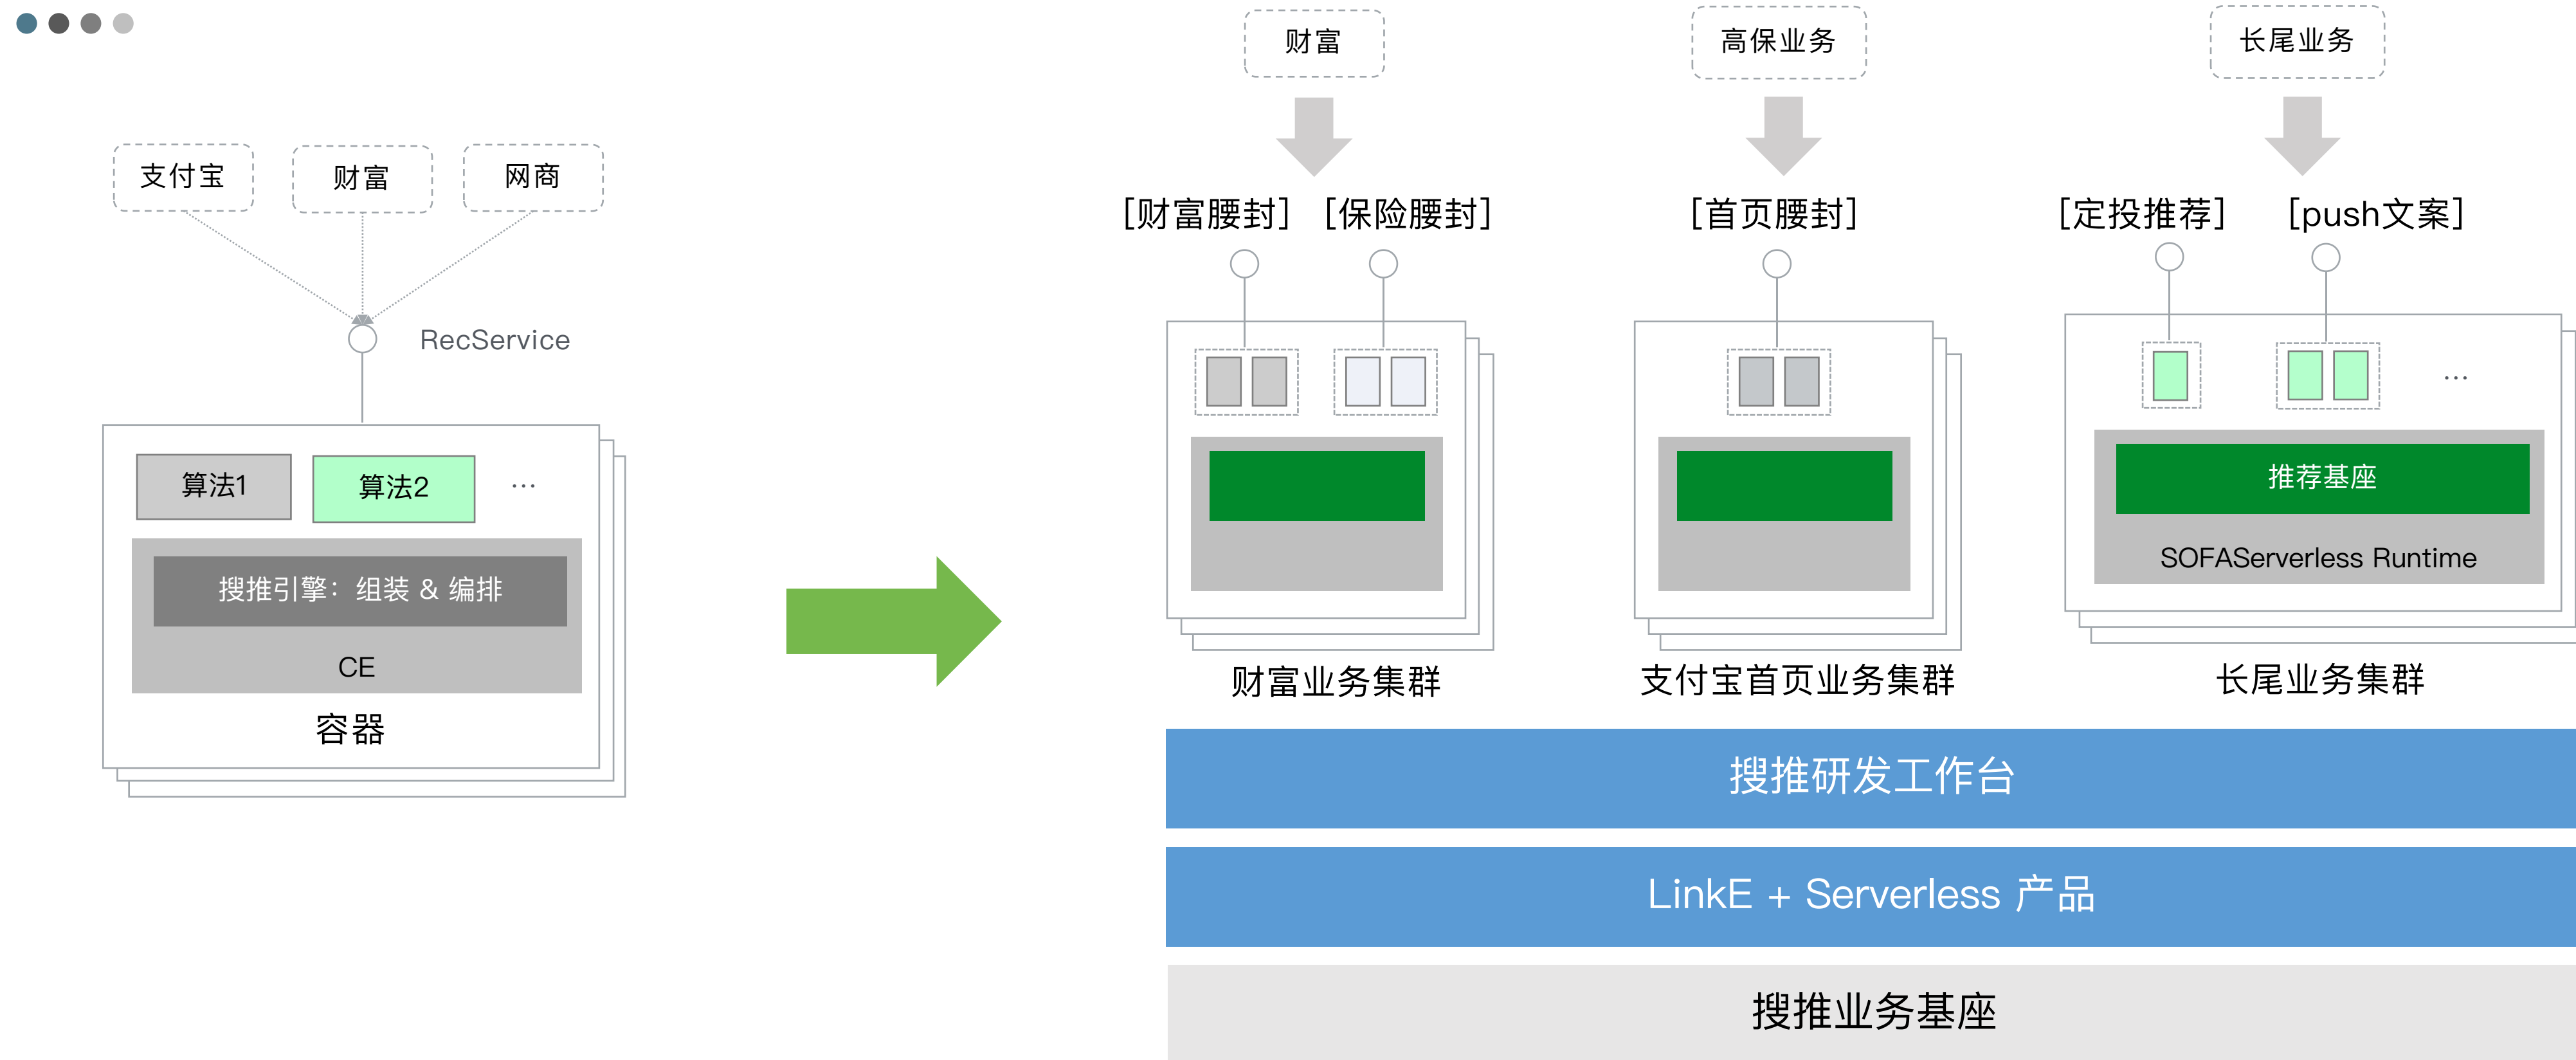 支付宝
财富
网商
RecService
算法1
算法2
...
搜推引擎：组装 & 编排
CE
容器
财富
高保业务
长尾业务
[财富腰封]
[保险腰封]
[首页腰封]
[定投推荐]
[push文案]
...
推荐基座
SOFAServerless Runtime
财富业务集群
支付宝首页业务集群
长尾业务集群
搜推研发工作台
LinkE + Serverless 产品
搜推业务基座